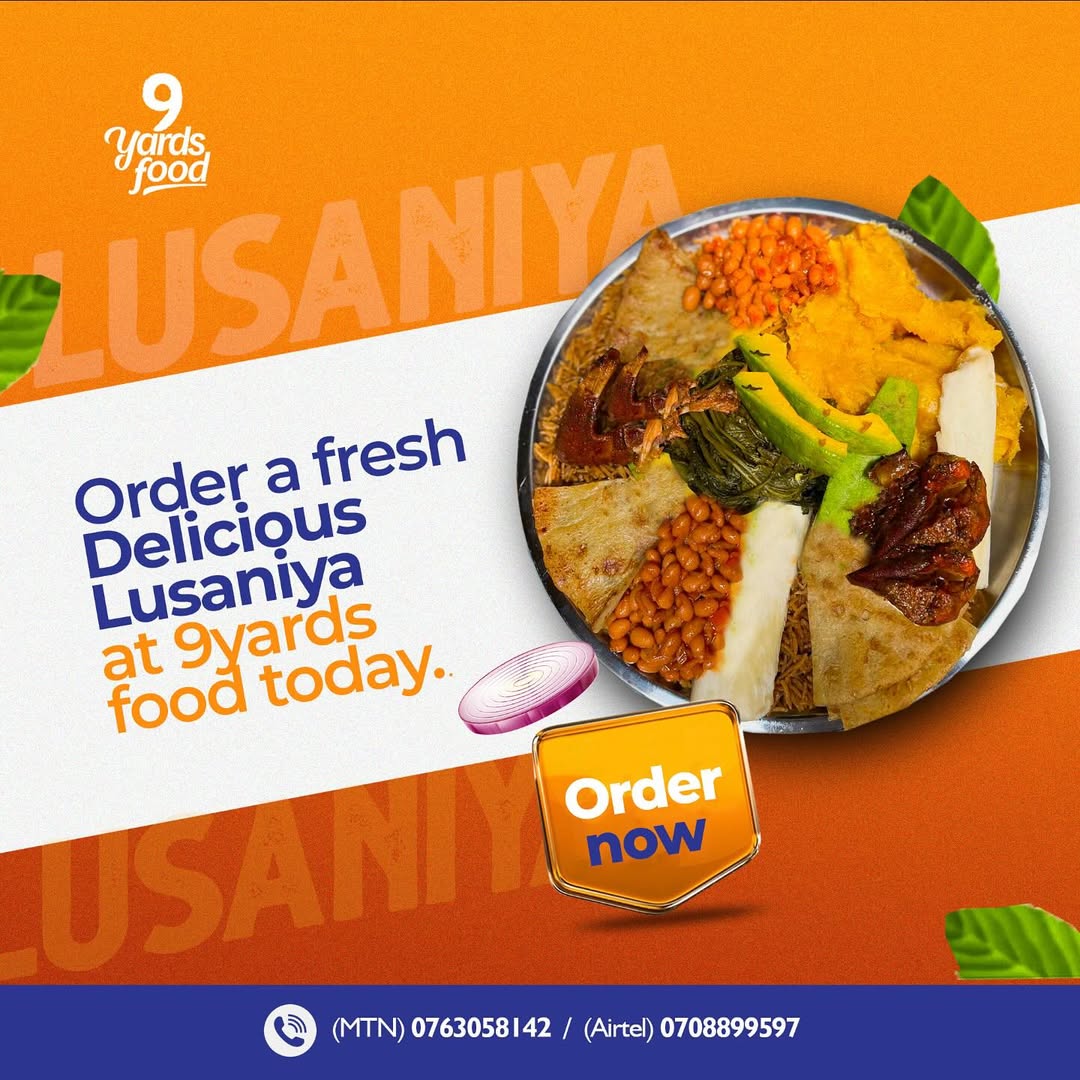 9
Yards
food
LUSANIYA
Order a fresh
Delicious
Lusaniya
at 9yards
food today..
Order
now
LUSANIYA
(MTN) 0763058142 / (Airtel) 0708899597